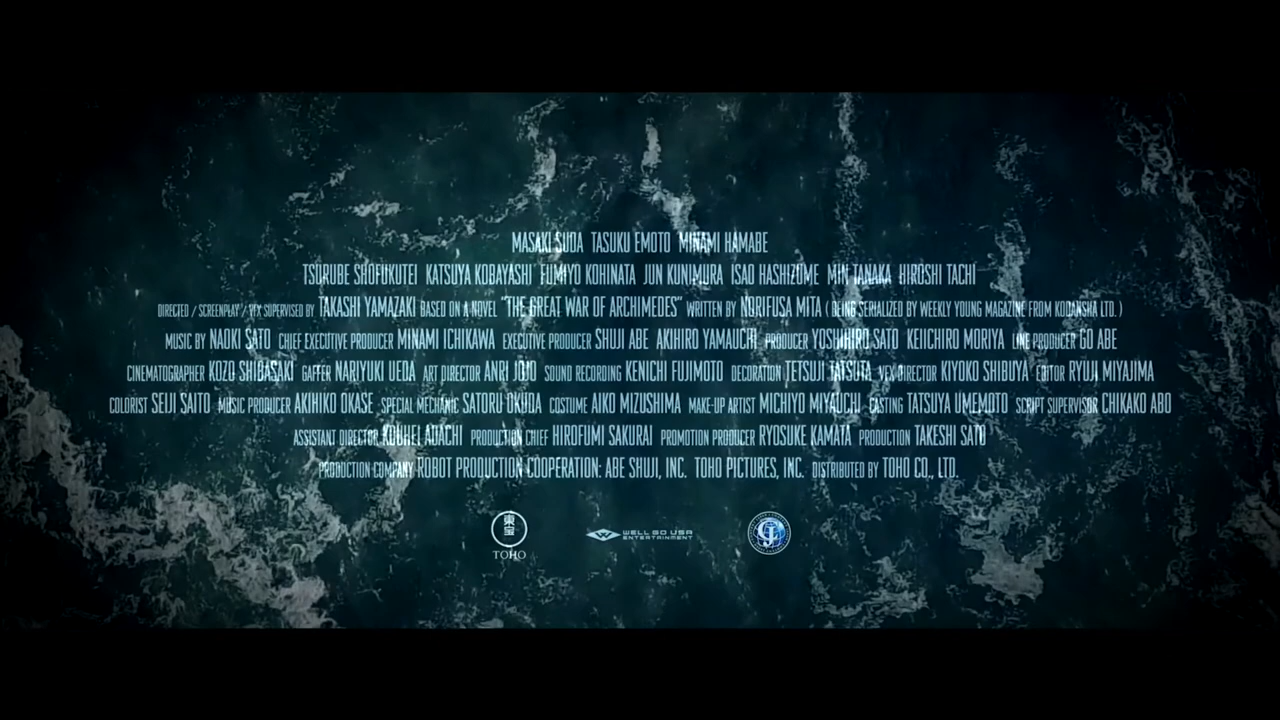 MASAKI SUDA TASUKU EMOTO MINAMI HAMABE
TSURUBE SHOFUKUTEI KATSUYA KOBAYASHI FUMIYO KOHINATA JUN KUNIMURA ISAO HASHIZUME MIN TANAKA HIROSHI TACHI
DIRECTED / SCREENPLAY / VFX SUPERVISED BY TAKASHI YAMAZAKI BASED ON A NOVEL "THE GREAT WAR OF ARCHIMEDES" WRITTEN BY NORIFUSA MITA ( BEING SERIALIZED BY WEEKLY YOUNG MAGAZINE FROM KODANSHA LTD. )
MUSIC BY NAOKI SATO CHIEF EXECUTIVE PRODUCER MINAMI ICHIKAWA EXECUTIVE PRODUCER SHUJI ABE AKIHIRO YAMAUCHI PRODUCER YOSHIHIRO SATO KEIICHIRO MORIYA LINE PRODUCER GO ABE
CINEMATOGRAPHER KOZO SHIBASAKI GAFFER NARIYUKI UEDA ART DIRECTOR ANRI JOJO SOUND RECORDING KENICHI FUJIMOTO DECORATION TETSUJI TATSUTA VFX DIRECTOR KIYOKO SHIBUYA EDITOR RYUJI MIYAJIMA
COLORIST SEIJI SAITO MUSIC PRODUCER AKIHIKO OKASE SPECIAL MECHANIC SATORU OKUDA COSTUME AIKO MIZUSHIMA MAKE-UP ARTIST MICHIYO MIYAUCHI CASTING TATSUYA UMEMOTO SCRIPT SUPERVISOR CHIKAKO ABO
ASSISTANT DIRECTOR KOUHEI ADACHI PRODUCTION CHIEF HIROFUMI SAKURAI PROMOTION PRODUCER RYOSUKE KAMATA PRODUCTION TAKESHI SATO
PRODUCTION COMPANY ROBOT PRODUCTION COOPERATION: ABE SHUJI, INC. TOHO PICTURES, INC. DISTRIBUTED BY TOHO CO., LTD.
東宝
TOHO
WELL GO USA
ENTERTAINMENT